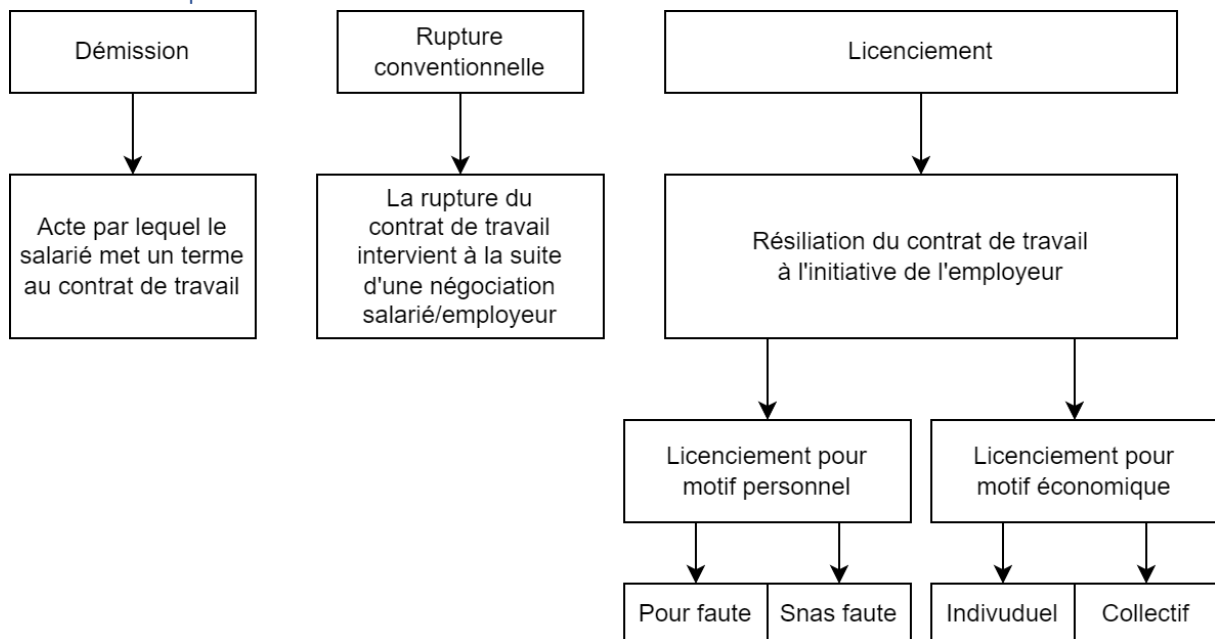 Démission
Rupture
conventionnelle
Licenciement
Acte par lequel le
salarié met un terme
au contrat de travail
La rupture du
contrat de travail
intervient à la suite
d'une négociation
salarié/employeur
Résiliation du contrat de travail
à l'initiative de l'employeur
Licenciement pour
motif personnel
Licenciement pour
motif économique
Pour faute
Snas faute
Indivuduel
Collectif